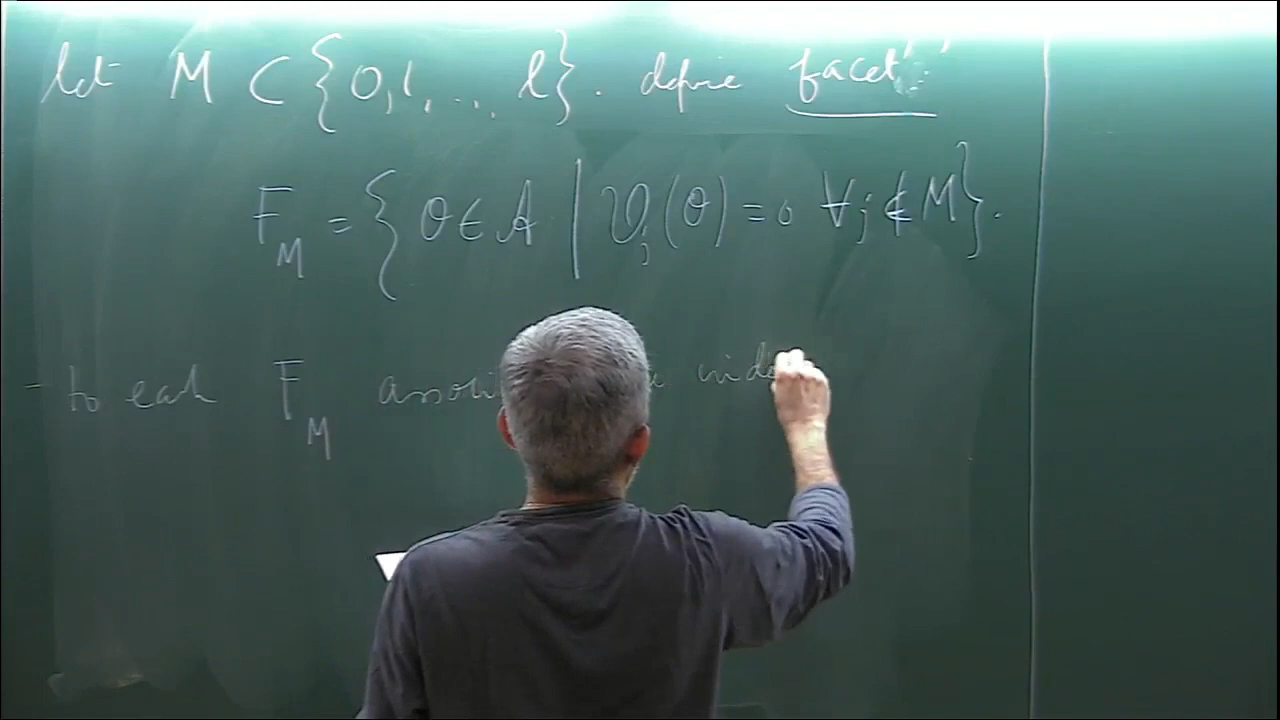 let M ⊂ {0,1,... l}. define facet
F_M = {θ ∈ A | ϑ_j(θ) = 0 ∀j ∉ M}.
- to each F_M